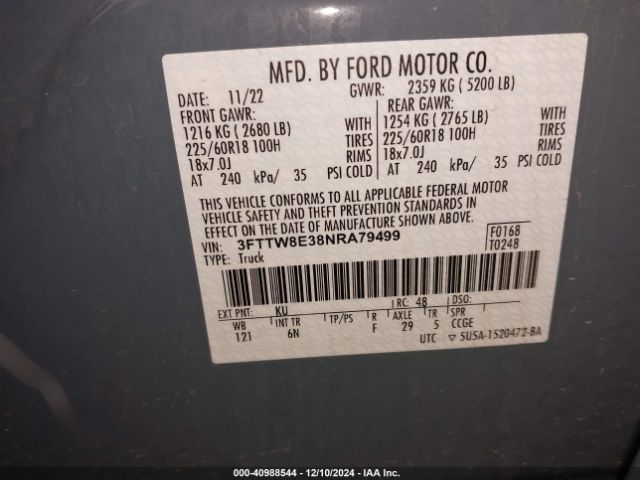 MFD. BY FORD MOTOR CO.
DATE: 11/22 GVWR: 2359 KG ( 5200 LB)
FRONT GAWR: REAR GAWR:
1216 KG ( 2680 LB) WITH 1254 KG ( 2765 LB) WITH
225/60R18 100H TIRES 225/60R18 100H TIRES
18x7.0J RIMS 18x7.0J RIMS
AT 240 kPa/ 35 PSI COLD AT 240 kPa/ 35 PSI COLD
THIS VEHICLE CONFORMS TO ALL APPLICABLE FEDERAL MOTOR
VEHICLE SAFETY AND THEFT PREVENTION STANDARDS IN
EFFECT ON THE DATE OF MANUFACTURE SHOWN ABOVE.
VIN: 3FTTW8E38NRA79499 F0168
TYPE: Truck T0248
EXT PNT: KU RC: 48 DSO:
WB INT TR TP/PS R AXLE TR SPR
121 6N F 29 5 CCGE
UTC ▽ 5U5A-1520472-BA
000-40988544 — 12/10/2024 — IAAI.com